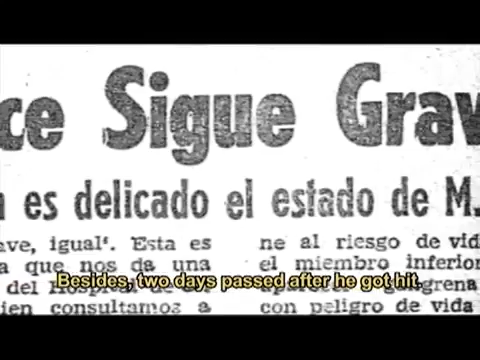 ce Sigue Grav
es delicado el estado de M.
ave, igual". Esta es
a que nos da una
del
ien consultamos a
ne al riesgo de vid
el miembro inferior
gangrena
con peligro de vida
Besides, two days passed after he got hit.